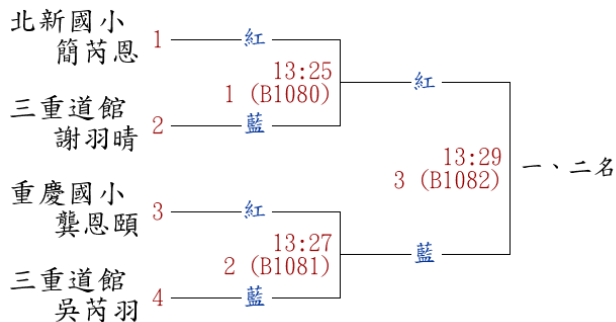 北新國小
簡芮恩
1
紅
13:25
1 (B1080)
紅
三重道館
謝羽晴
2
藍
13:29
3 (B1082)
一、二名
重慶國小
龔恩頤
3
紅
13:27
2 (B1081)
藍
三重道館
吳芮羽
4
藍